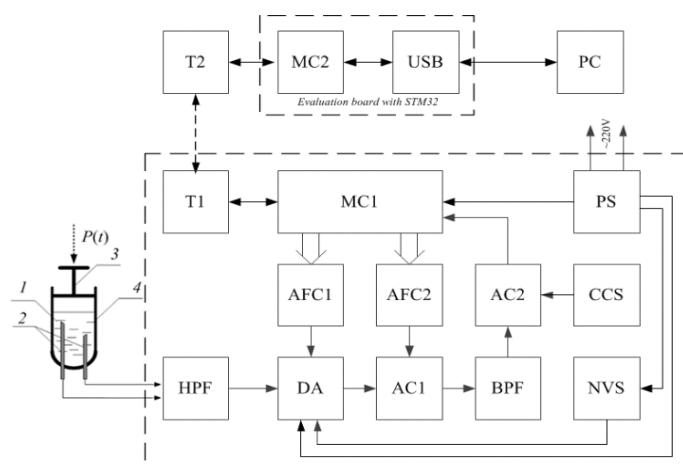 T2
MC2
USB
PC
Evaluation board with STM32
~220V
T1
MC1
PS
P(t)
3
1
4
2
AFC1
AFC2
AC2
CCS
HPF
DA
AC1
BPF
NVS